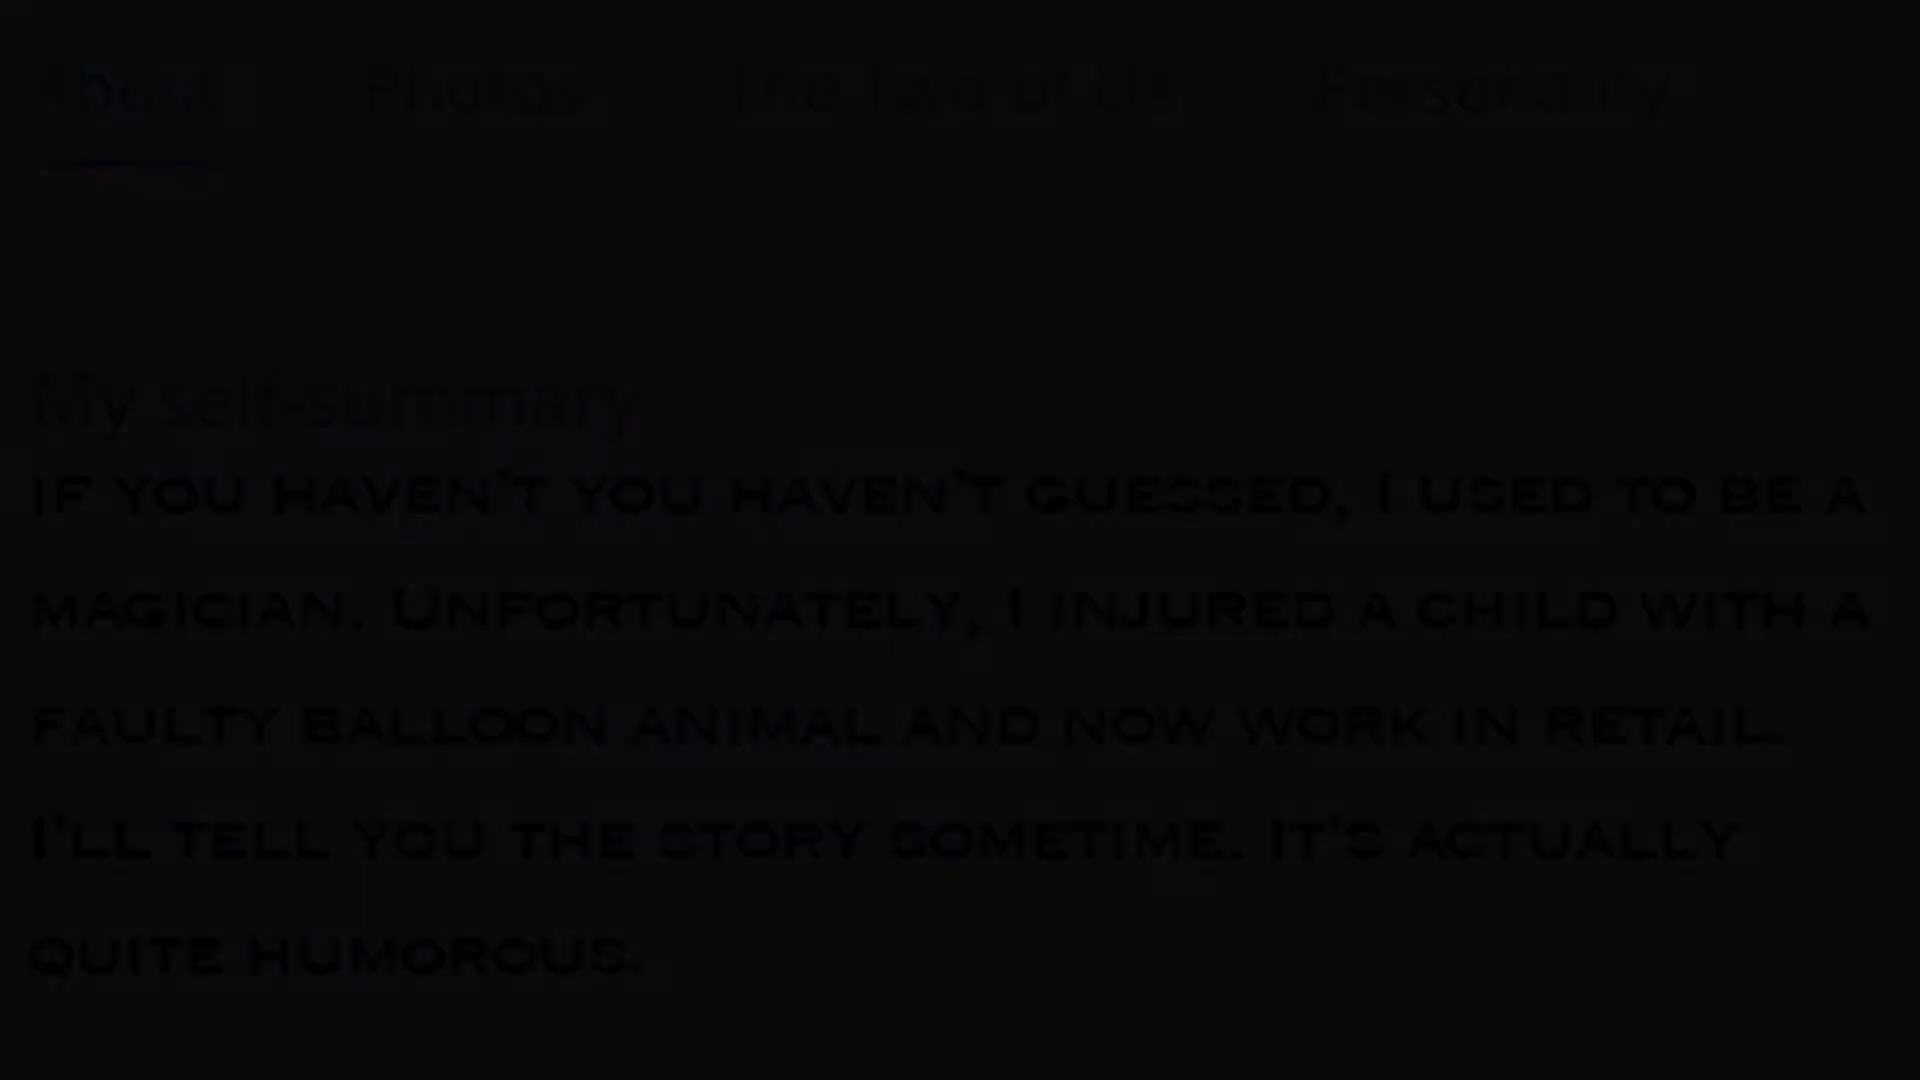 About Photos The Two of Us Personality
My self-summary
IF YOU HAVEN'T YOU HAVEN'T GUESSED, I USED TO BE A
MAGICIAN. UNFORTUNATELY, I INJURED A CHILD WITH A
FAULTY BALLOON ANIMAL AND NOW WORK IN RETAIL.
I'LL TELL YOU THE STORY SOMETIME. IT'S ACTUALLY
QUITE HUMOROUS.